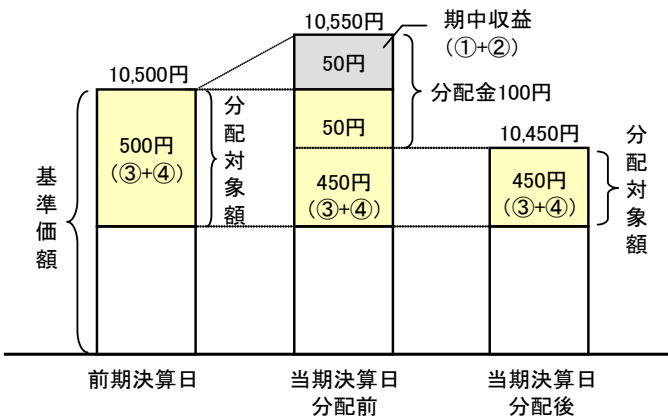 10,550円
期中収益
(①+②)
10,500円
50円
分配金100円
分配対象額
500円
(③+④)
50円
10,450円
分配対象額
基準価額
450円
(③+④)
450円
(③+④)
前期決算日
当期決算日
分配前
当期決算日
分配後